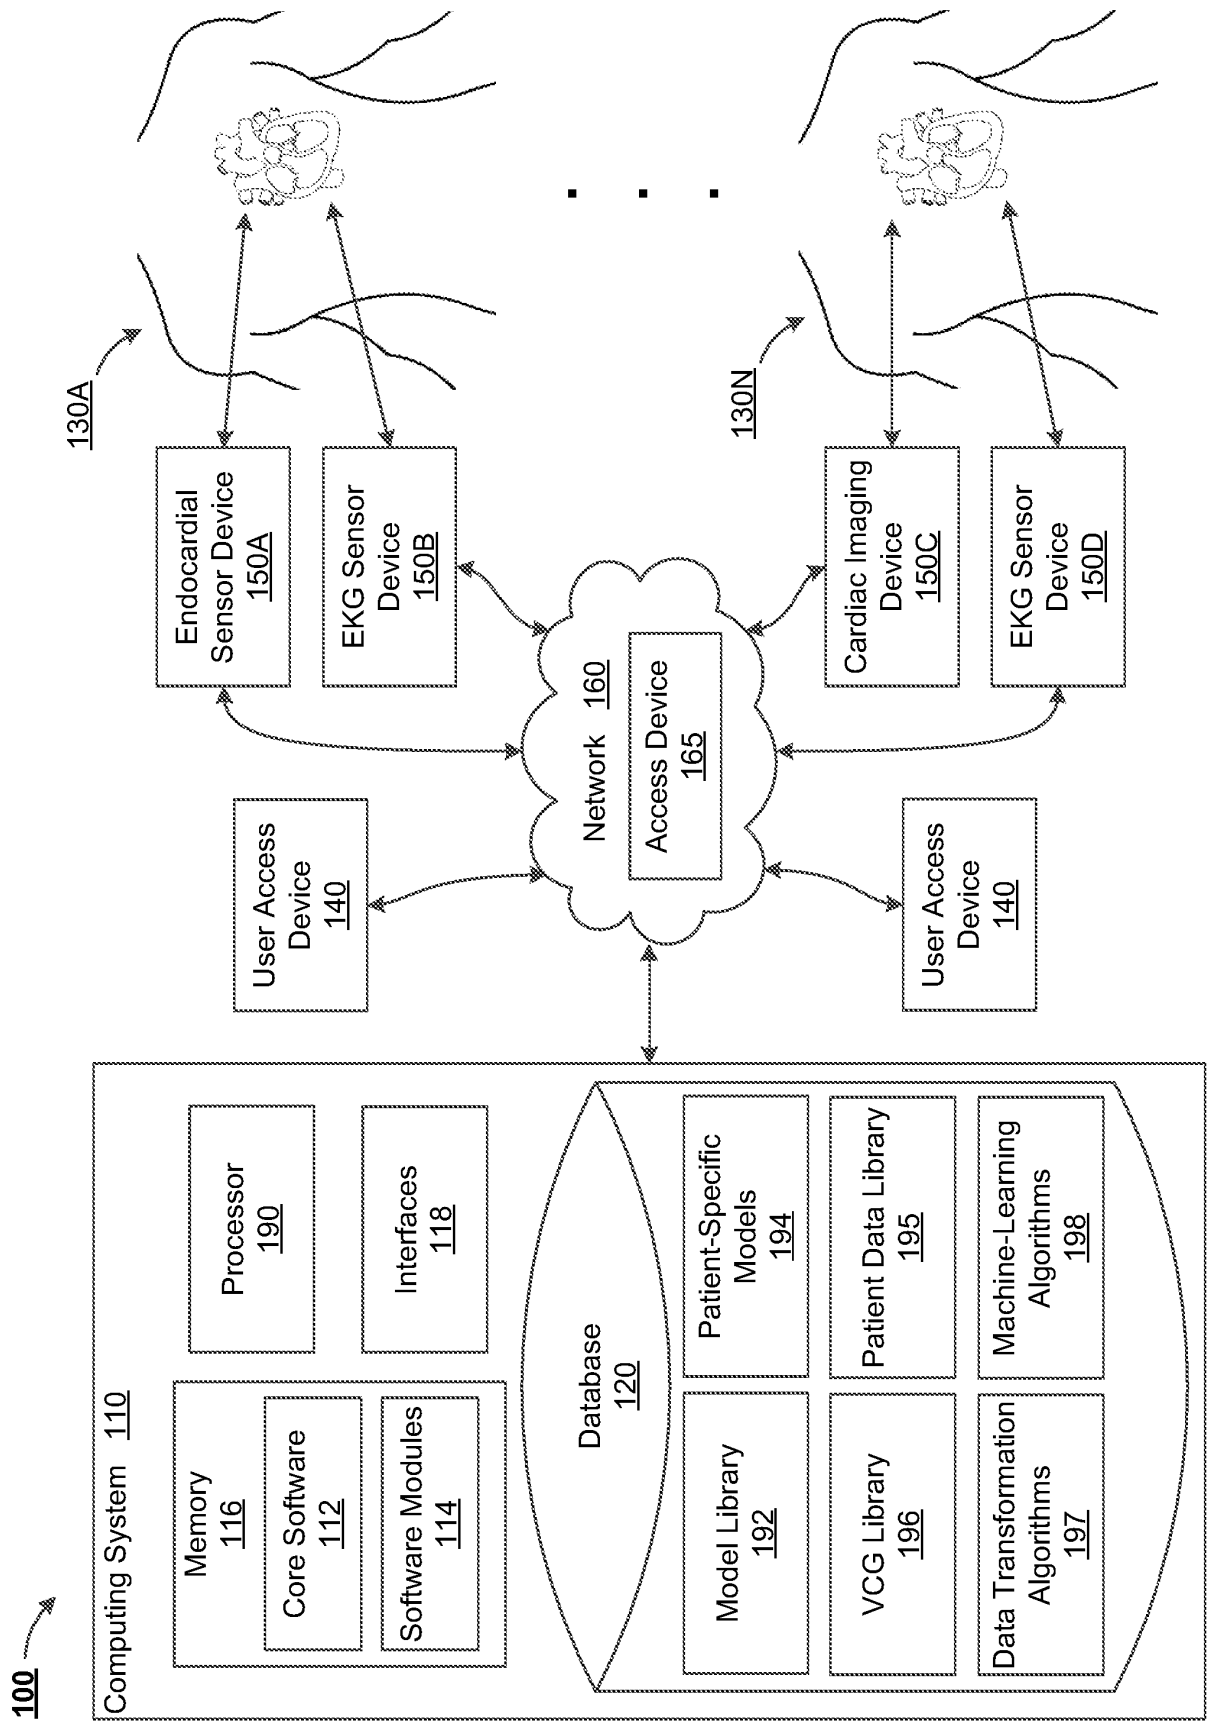 100
Computing System 110
Memory
116
Core Software
112
Software Modules
114
Processor
190
Interfaces
118
Database
120
Model Library
192
Patient-Specific
Models
194
VCG Library
196
Patient Data Library
195
Data Transformation
Algorithms
197
Machine-Learning
Algorithms
198
User Access
Device
140
User Access
Device
140
Network 160
Access Device
165
Endocardial
Sensor Device
150A
EKG Sensor
Device
150B
Cardiac Imaging
Device
150C
EKG Sensor
Device
150D
130A
130N